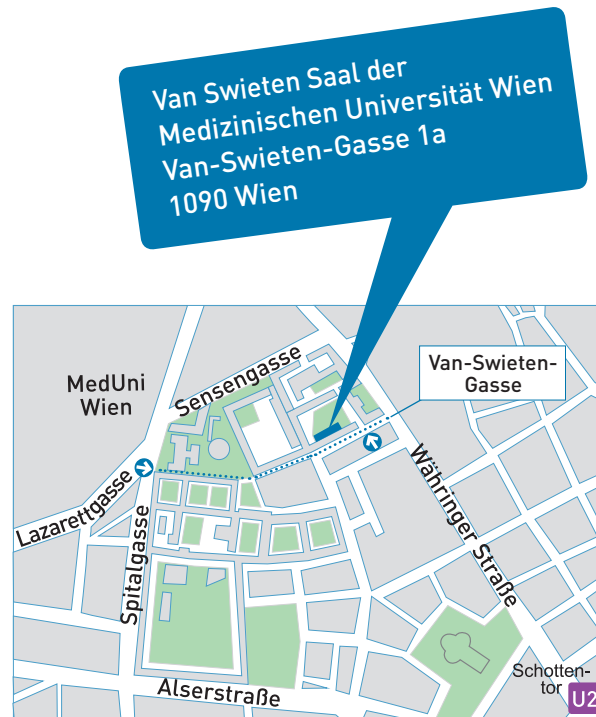 Van Swieten Saal der
Medizinischen Universität Wien
Van-Swieten-Gasse 1a
1090 Wien
MedUni
Wien
Sensengasse
Van-Swieten-
Gasse
Lazarettgasse
Spitalgasse
Währinger Straße
Alserstraße
Schotten-
tor
U2